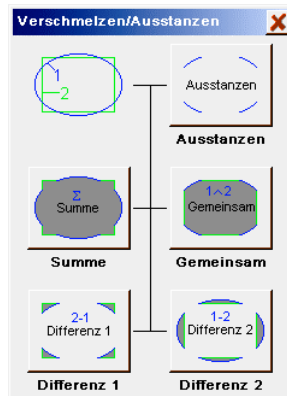 Verschmelzen/Ausstanzen
1
2
Ausstanzen
Ausstanzen
Σ
Summe
1^2
Gemeinsam
Summe
Gemeinsam
2-1
Differenz 1
1-2
Differenz 2
Differenz 1
Differenz 2